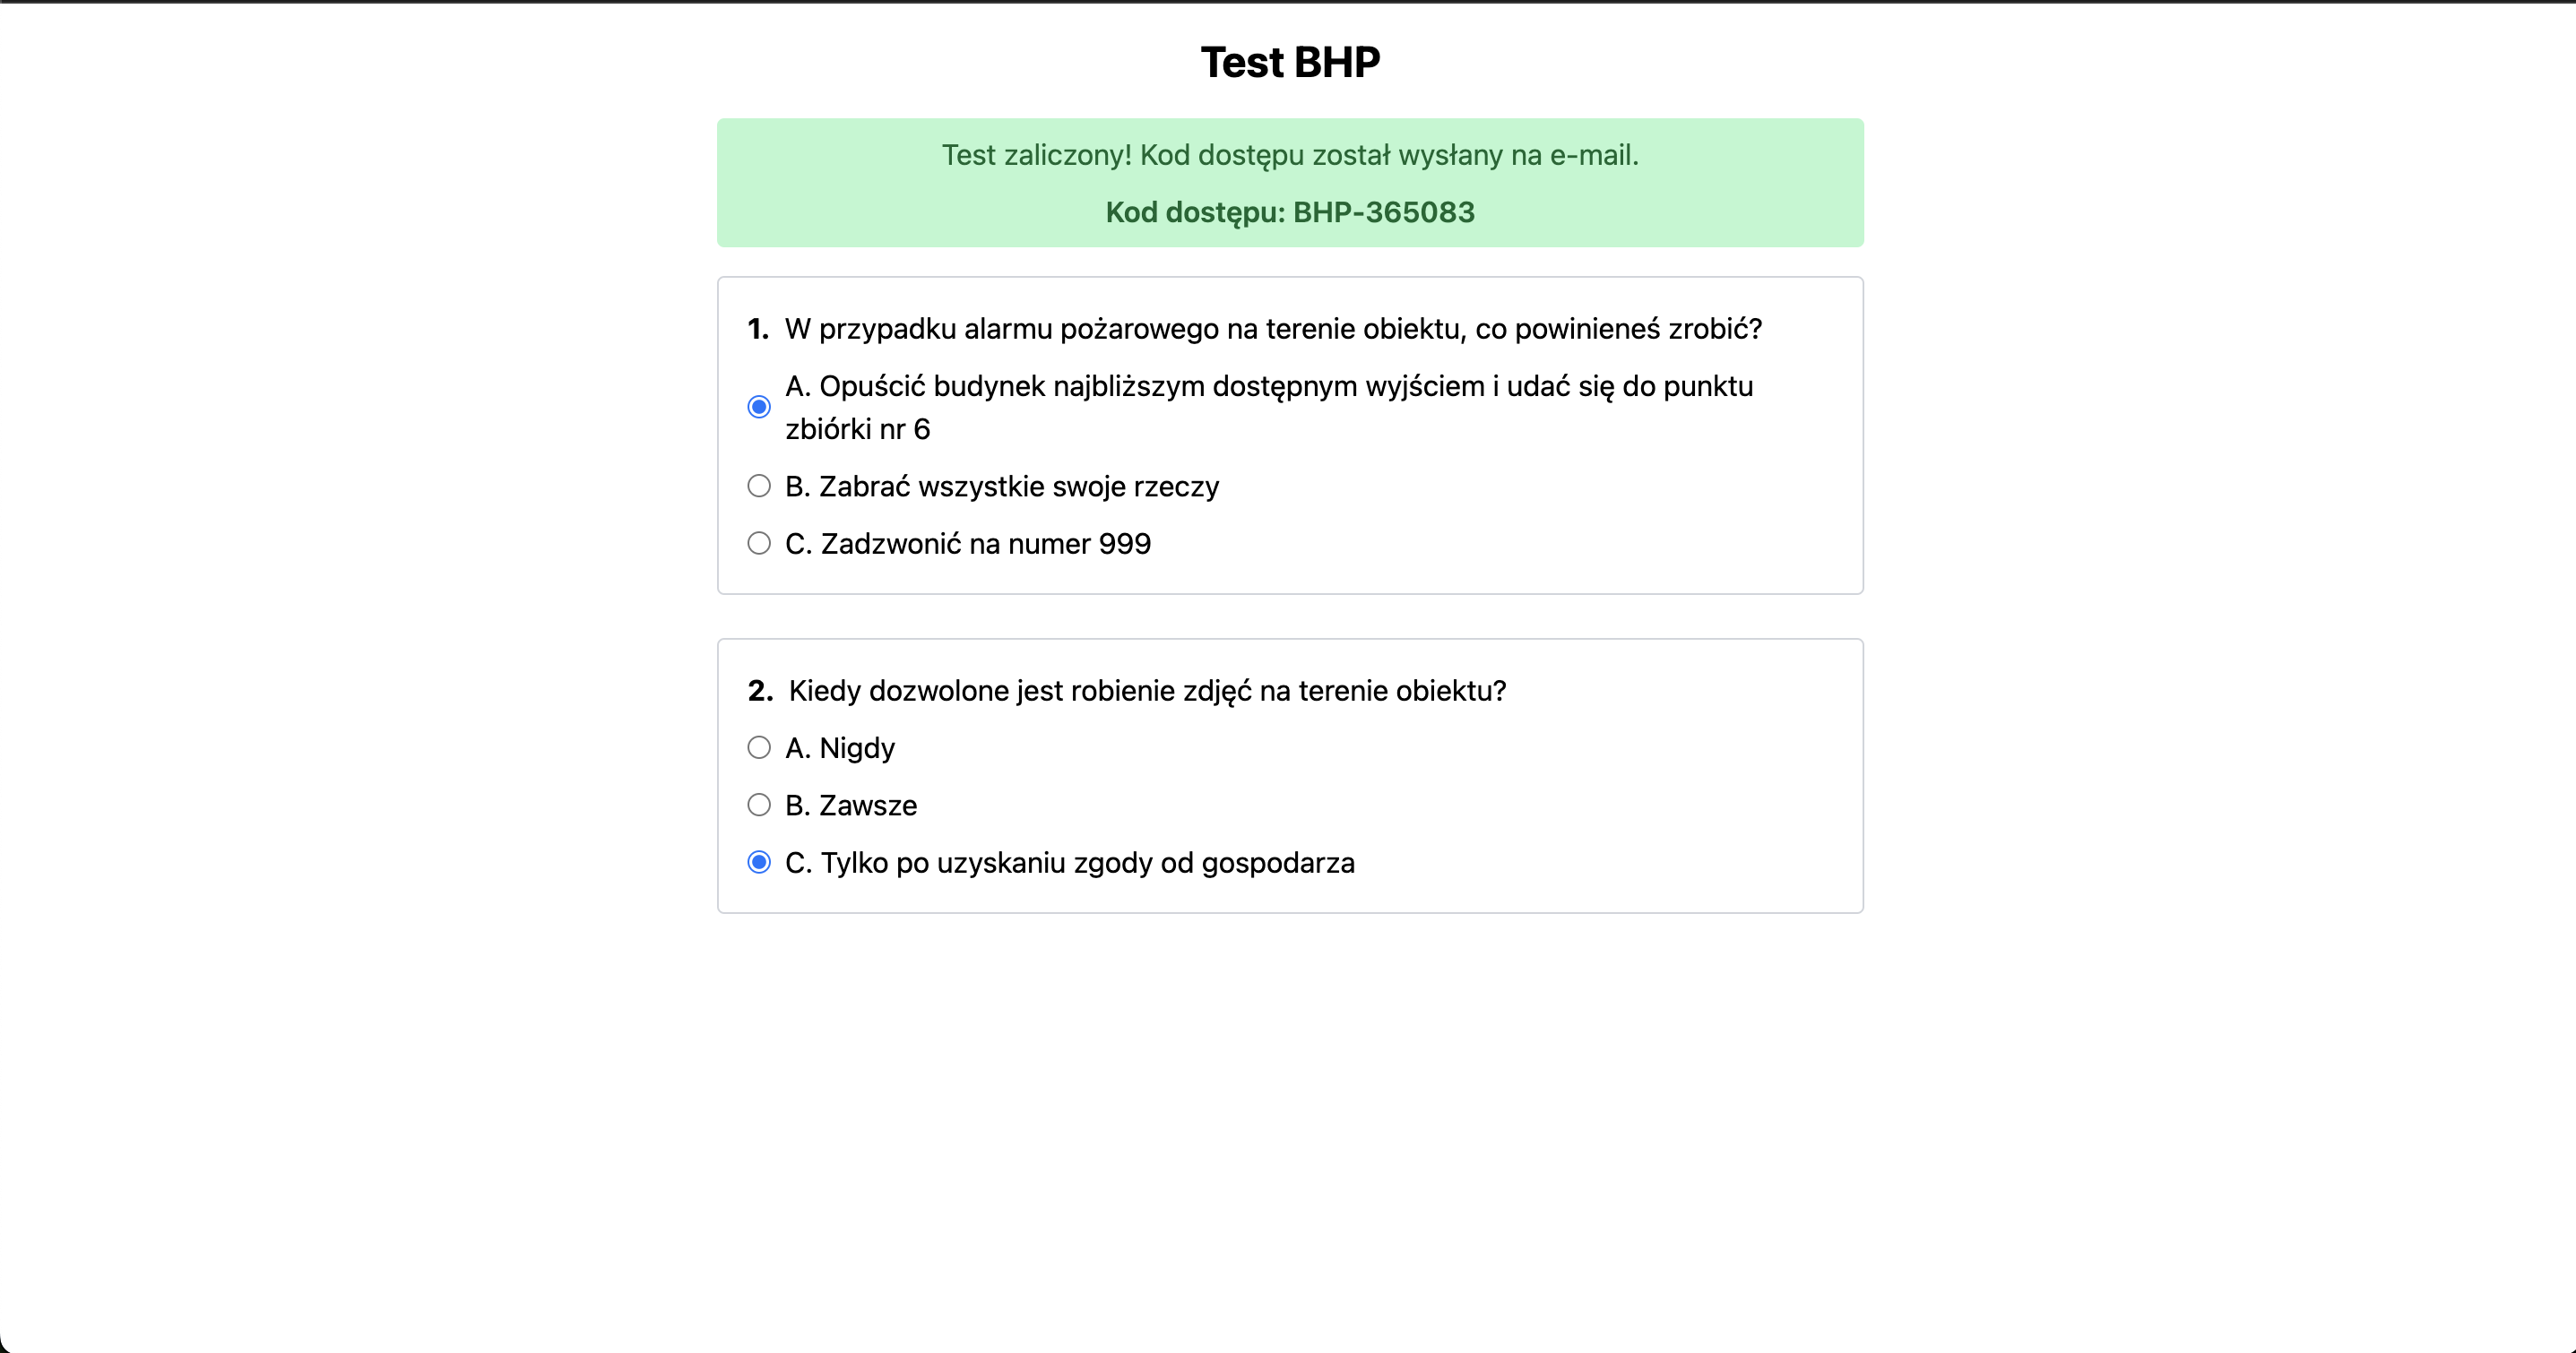 Test BHP
Test zaliczony! Kod dostępu został wysłany na e-mail.
Kod dostępu: BHP-365083
1. W przypadku alarmu pożarowego na terenie obiektu, co powinieneś zrobić?
A. Opuścić budynek najbliższym dostępnym wyjściem i udać się do punktu
zbiórki nr 6
B. Zabrać wszystkie swoje rzeczy
C. Zadzwonić na numer 999
2. Kiedy dozwolone jest robienie zdjęć na terenie obiektu?
A. Nigdy
B. Zawsze
C. Tylko po uzyskaniu zgody od gospodarza